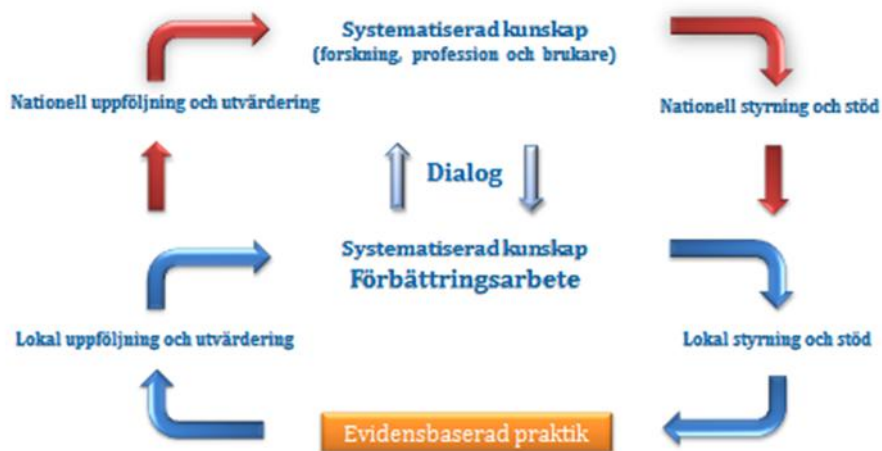 Systematiserad kunskap
(forskning, profession och brukare)
Nationell uppföljning och utvärdering
Nationell styrning och stöd
Dialog
Systematiserad kunskap
Förbättringsarbete
Lokal uppföljning och utvärdering
Lokal styrning och stöd
Evidensbaserad praktik